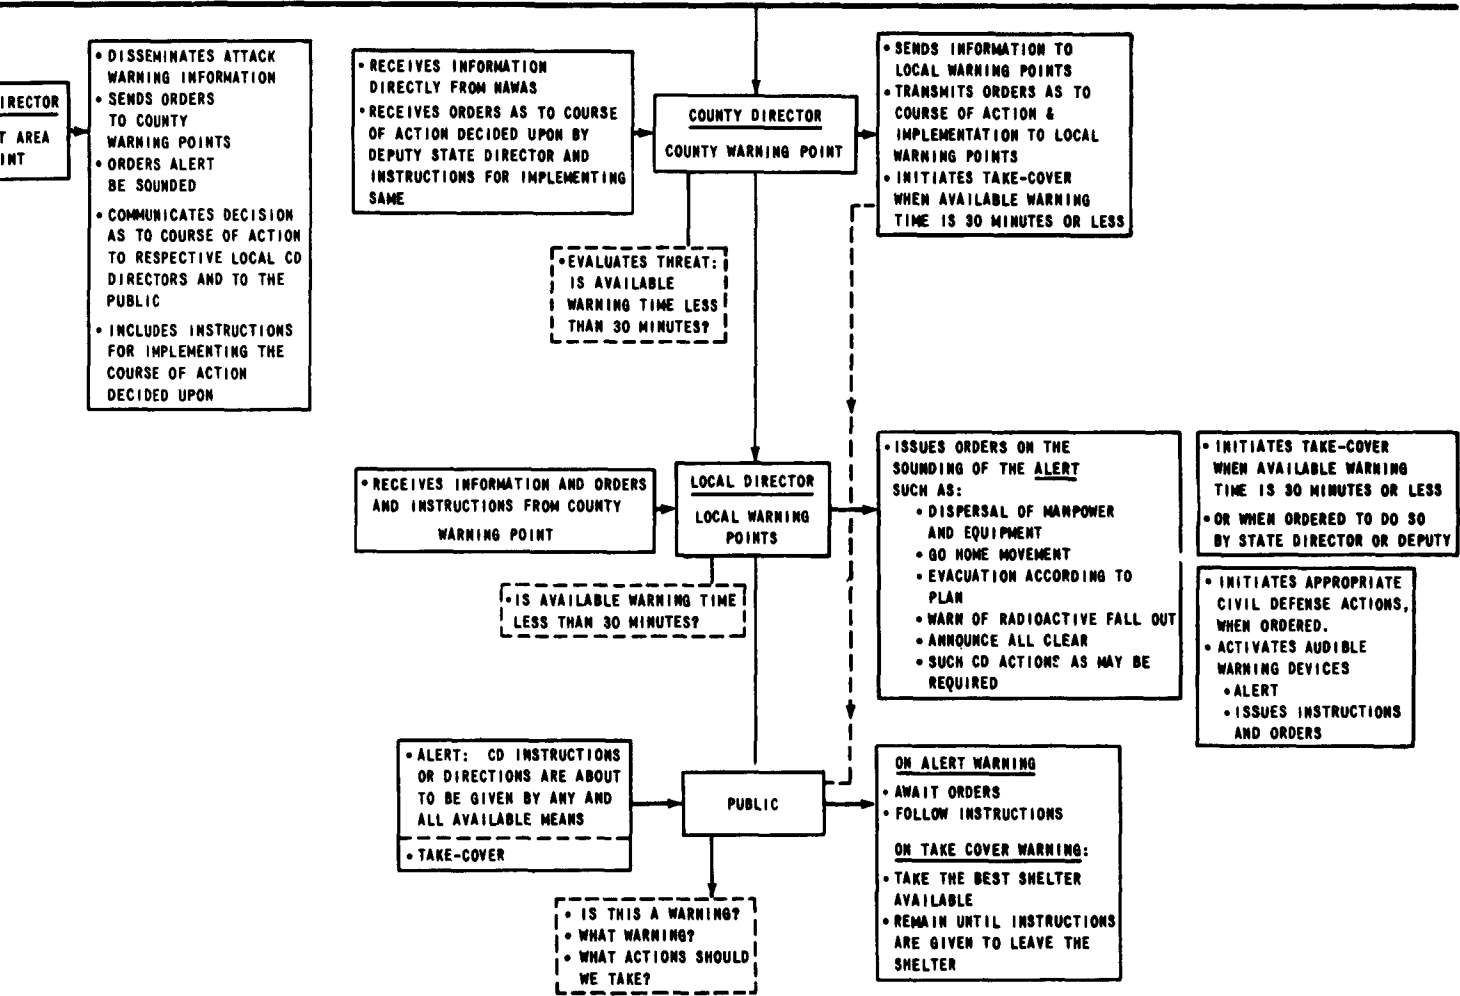 IRECTOR
T AREA
INT
• DISSEMINATES ATTACK
WARNING INFORMATION
• SENDS ORDERS
TO COUNTY
WARNING POINTS
• ORDERS ALERT
BE SOUNDED
• COMMUNICATES DECISION
AS TO COURSE OF ACTION
TO RESPECTIVE LOCAL CD
DIRECTORS AND TO THE
PUBLIC
• INCLUDES INSTRUCTIONS
FOR IMPLEMENTING THE
COURSE OF ACTION
DECIDED UPON
• RECEIVES INFORMATION
DIRECTLY FROM NAWAS
• RECEIVES ORDERS AS TO COURSE
OF ACTION DECIDED UPON BY
DEPUTY STATE DIRECTOR AND
INSTRUCTIONS FOR IMPLEMENTING
SAME
COUNTY DIRECTOR
COUNTY WARNING POINT
• SENDS INFORMATION TO
LOCAL WARNING POINTS
• TRANSMITS ORDERS AS TO
COURSE OF ACTION &
IMPLEMENTATION TO LOCAL
WARNING POINTS
• INITIATES TAKE-COVER
WHEN AVAILABLE WARNING
TIME IS 30 MINUTES OR LESS
• EVALUATES THREAT:
IS AVAILABLE
WARNING TIME LESS
THAN 30 MINUTES?
• RECEIVES INFORMATION AND ORDERS
AND INSTRUCTIONS FROM COUNTY
WARNING POINT
LOCAL DIRECTOR
LOCAL WARNING
POINTS
• ISSUES ORDERS ON THE
SOUNDING OF THE ALERT
SUCH AS:
• DISPERSAL OF MANPOWER
AND EQUIPMENT
• GO HOME MOVEMENT
• EVACUATION ACCORDING TO
PLAN
• WARN OF RADIOACTIVE FALL OUT
• ANNOUNCE ALL CLEAR
• SUCH CD ACTIONS AS MAY BE
REQUIRED
• INITIATES TAKE-COVER
WHEN AVAILABLE WARNING
TIME IS 30 MINUTES OR LESS
• OR WHEN ORDERED TO DO SO
BY STATE DIRECTOR OR DEPUTY
• INITIATES APPROPRIATE
CIVIL DEFENSE ACTIONS,
WHEN ORDERED.
• ACTIVATES AUDIBLE
WARNING DEVICES
• ALERT
• ISSUES INSTRUCTIONS
AND ORDERS
• IS AVAILABLE WARNING TIME
LESS THAN 30 MINUTES?
• ALERT: CD INSTRUCTIONS
OR DIRECTIONS ARE ABOUT
TO BE GIVEN BY ANY AND
ALL AVAILABLE MEANS
• TAKE-COVER
PUBLIC
ON ALERT WARNING
• AWAIT ORDERS
• FOLLOW INSTRUCTIONS
ON TAKE COVER WARNING:
• TAKE THE BEST SHELTER
AVAILABLE
• REMAIN UNTIL INSTRUCTIONS
ARE GIVEN TO LEAVE THE
SHELTER
• IS THIS A WARNING?
• WHAT WARNING?
• WHAT ACTIONS SHOULD
WE TAKE?